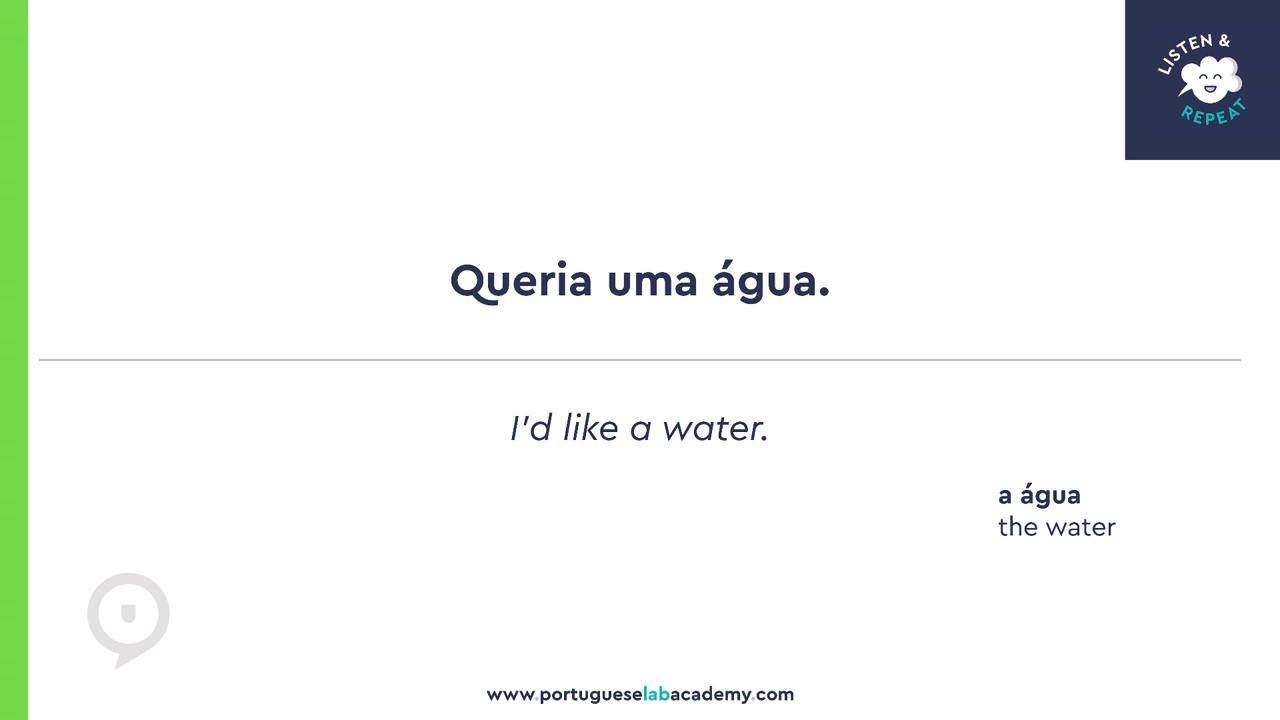 LISTEN &
REPEAT
Queria uma água.
I'd like a water.
a água
the water
www.portugueselabacademy.com